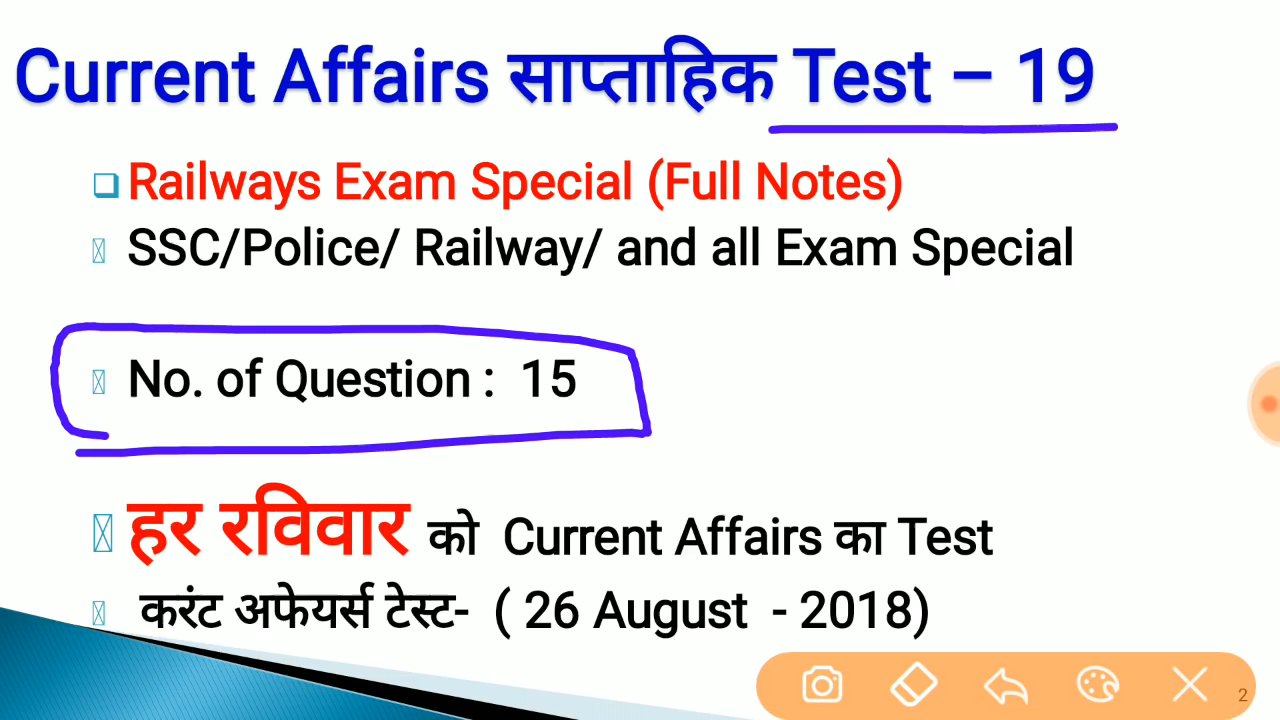 Current Affairs साप्ताहिक Test – 19
Railways Exam Special (Full Notes)
SSC/Police/ Railway/ and all Exam Special
No. of Question : 15
हर रविवार को Current Affairs का Test
करंट अफेयर्स टेस्ट- ( 26 August - 2018)
2